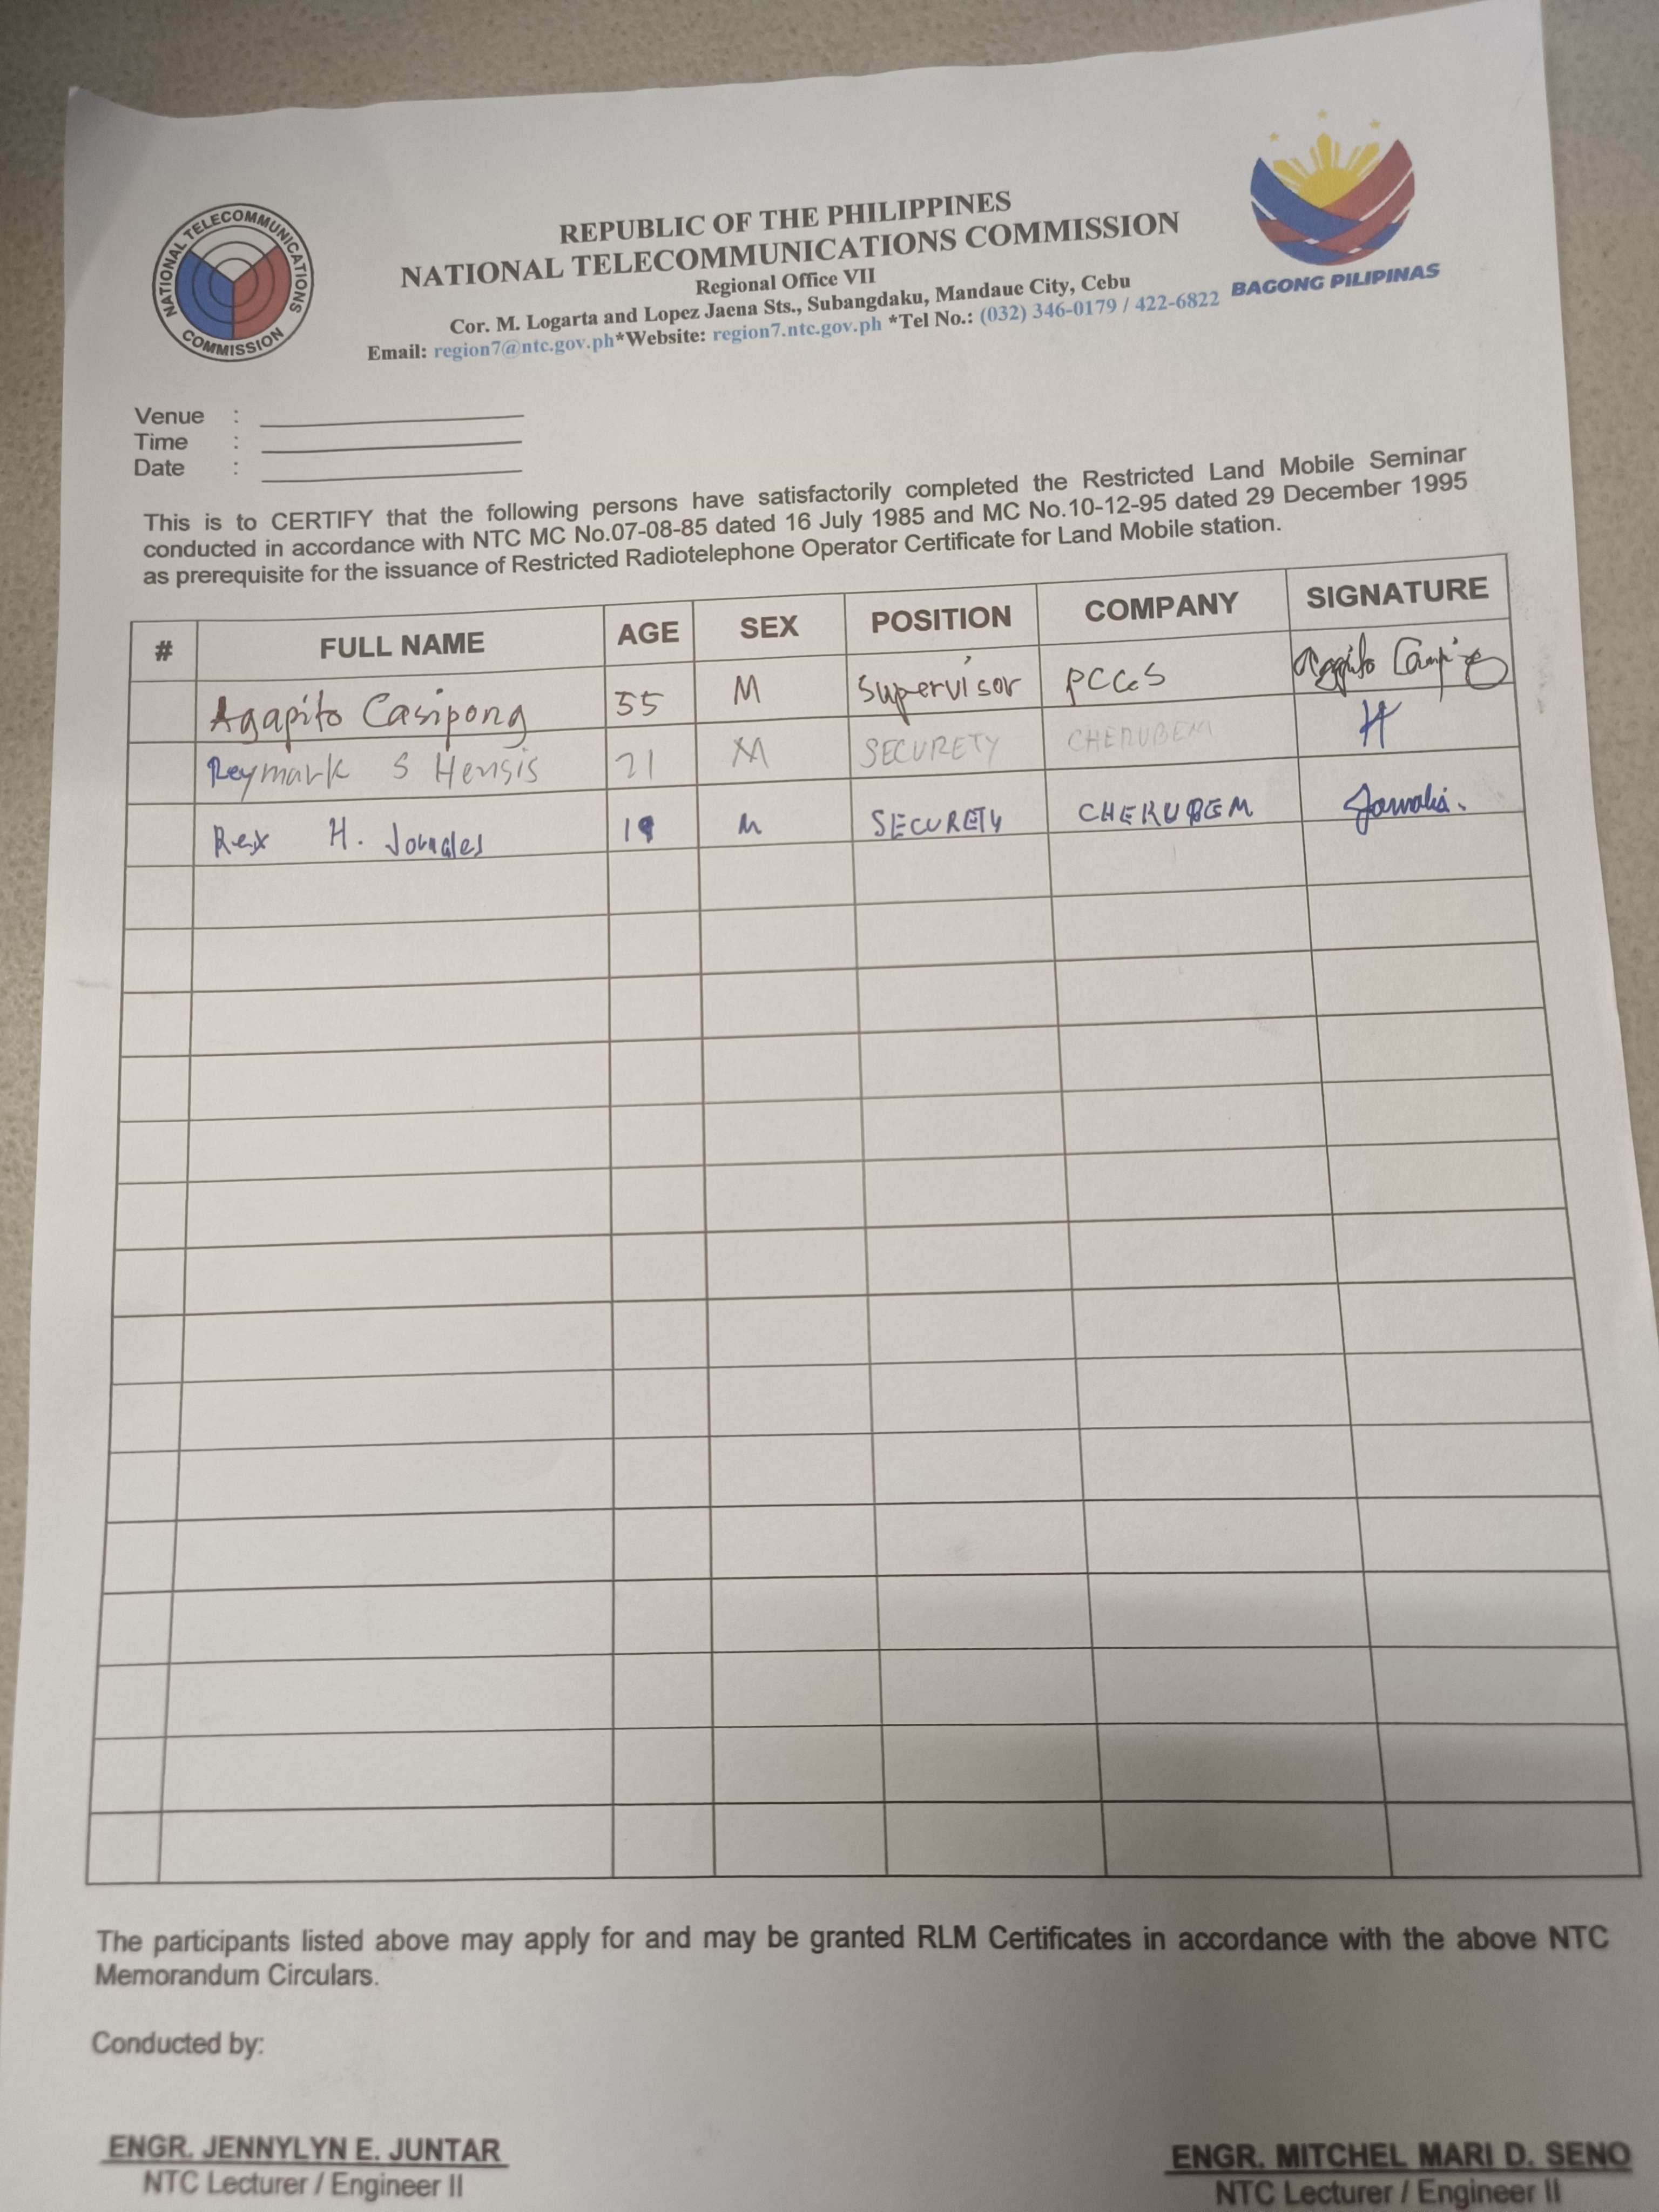 NATIONAL TELECOMMUNICATIONS COMMISSION
REPUBLIC OF THE PHILIPPINES
NATIONAL TELECOMMUNICATIONS COMMISSION
Regional Office VII
Cor. M. Logarta and Lopez Jaena Sts., Subangdaku, Mandaue City, Cebu
Email: region7@ntc.gov.ph*Website: region7.ntc.gov.ph *Tel No.: (032) 346-0179 / 422-6822
BAGONG PILIPINAS
Venue :
Time :
Date :
This is to CERTIFY that the following persons have satisfactorily completed the Restricted Land Mobile Seminar
conducted in accordance with NTC MC No.07-08-85 dated 16 July 1985 and MC No.10-12-95 dated 29 December 1995
as prerequisite for the issuance of Restricted Radiotelephone Operator Certificate for Land Mobile station.
# FULL NAME AGE SEX POSITION COMPANY SIGNATURE
Agapito Casipong 55 M Supervisor Agapito
Reymark S Hensis 21 M SECURETY CHERUBEM
Rex H. 19 M SECURETY CHERUBEM
The participants listed above may apply for and may be granted RLM Certificates in accordance with the above NTC
Memorandum Circulars.
Conducted by:
ENGR. JENNYLYN E. JUNTAR ENGR. MITCHEL MARI D. SENO
NTC Lecturer / Engineer II NTC Lecturer / Engineer II